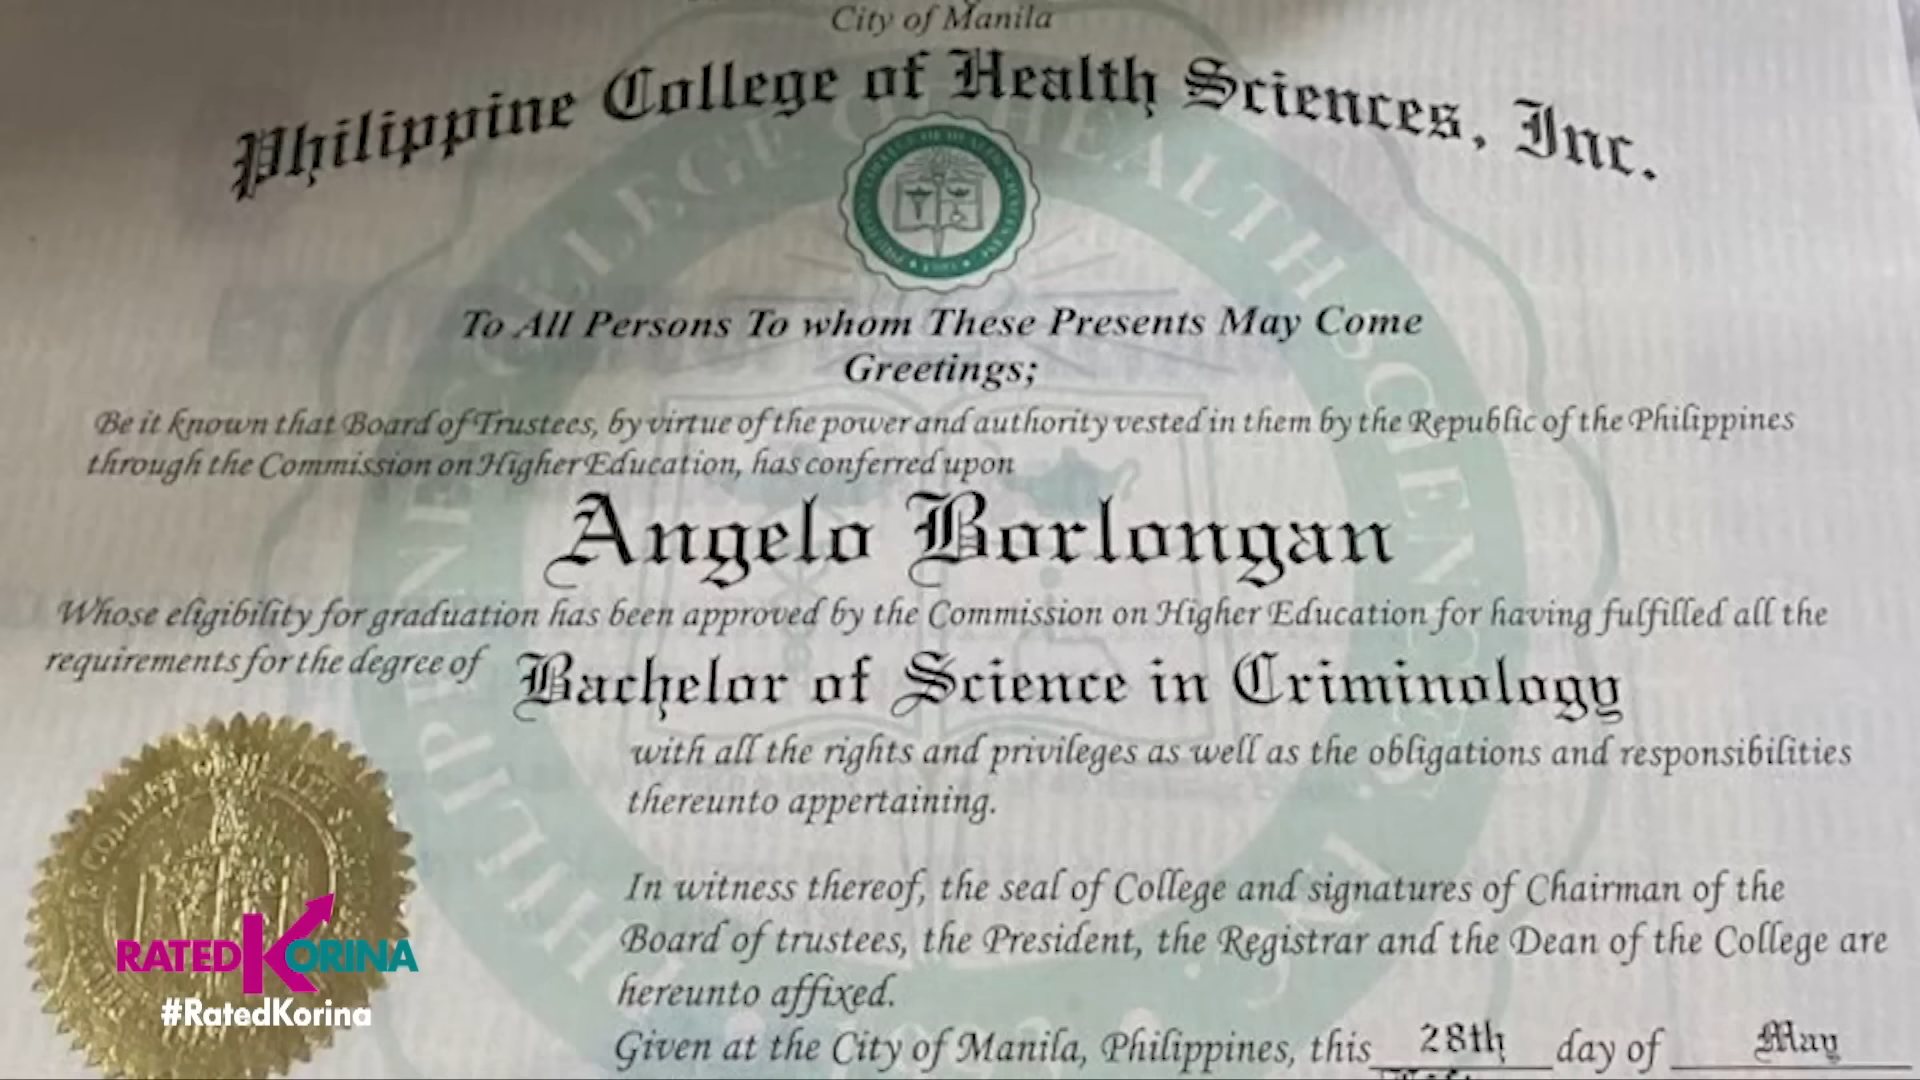 City of Manila
Philippine College of Health Sciences, Inc.
To All Persons To whom These Presents May Come
Greetings;
Be it known that Board of Trustees, by virtue of the power and authority vested in them by the Republic of the Philippines
through the Commission on Higher Education, has conferred upon
Angelo Borlongan
Whose eligibility for graduation has been approved by the Commission on Higher Education for having fulfilled all the
requirements for the degree of Bachelor of Science in Criminology
with all the rights and privileges as well as the obligations and responsibilities
thereunto appertaining.
In witness thereof, the seal of College and signatures of Chairman of the
Board of trustees, the President, the Registrar and the Dean of the College are
hereunto affixed.
Given at the City of Manila, Philippines, this 28th day of May
RATED KORINA
#RatedKorina